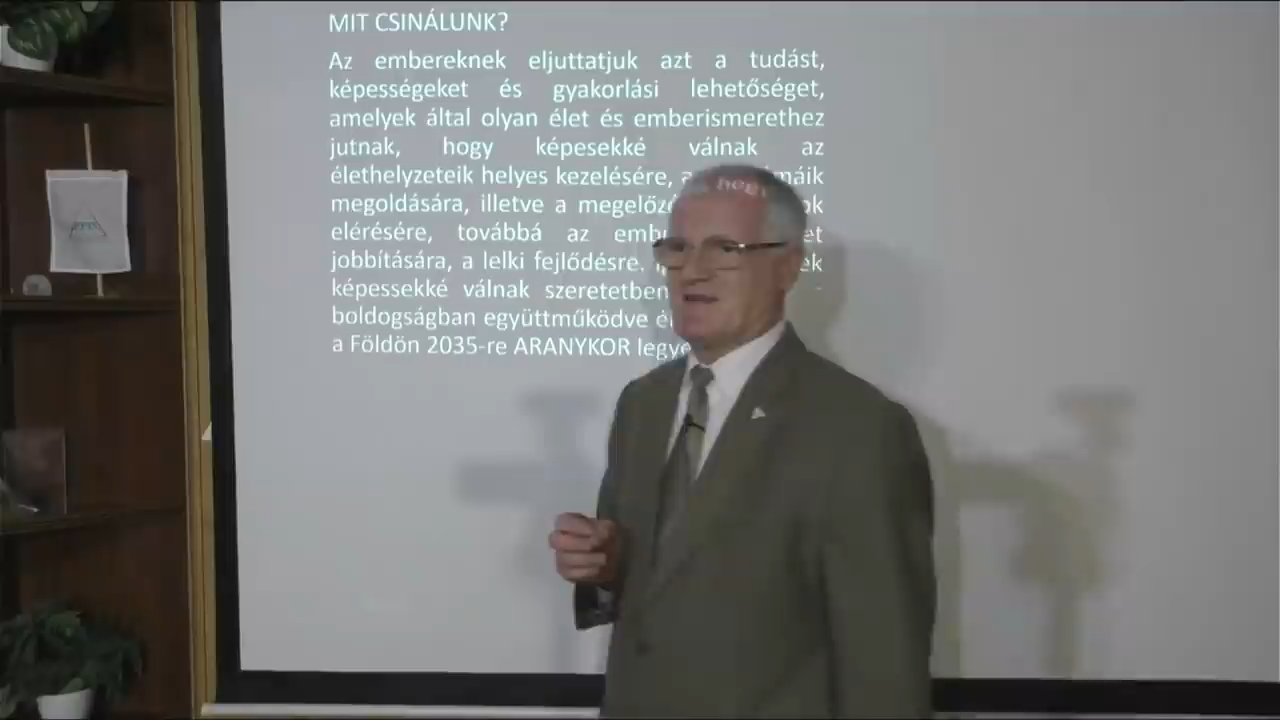 MIT CSINÁLUNK?
Az embereknek eljuttatjuk azt a tudást,
képességeket és gyakorlási lehetőséget,
amelyek által olyan élet és emberismerethez
jutnak, hogy képesekké válnak az
élethelyzeteik helyes kezelésére,
megoldására, illetve a
elérésére, továbbá az
jobbítására, a lelki fejlődésre.
képessekké válnak szeretetben
boldogságban együttműködve
a Földön 2035-re ARANYKOR